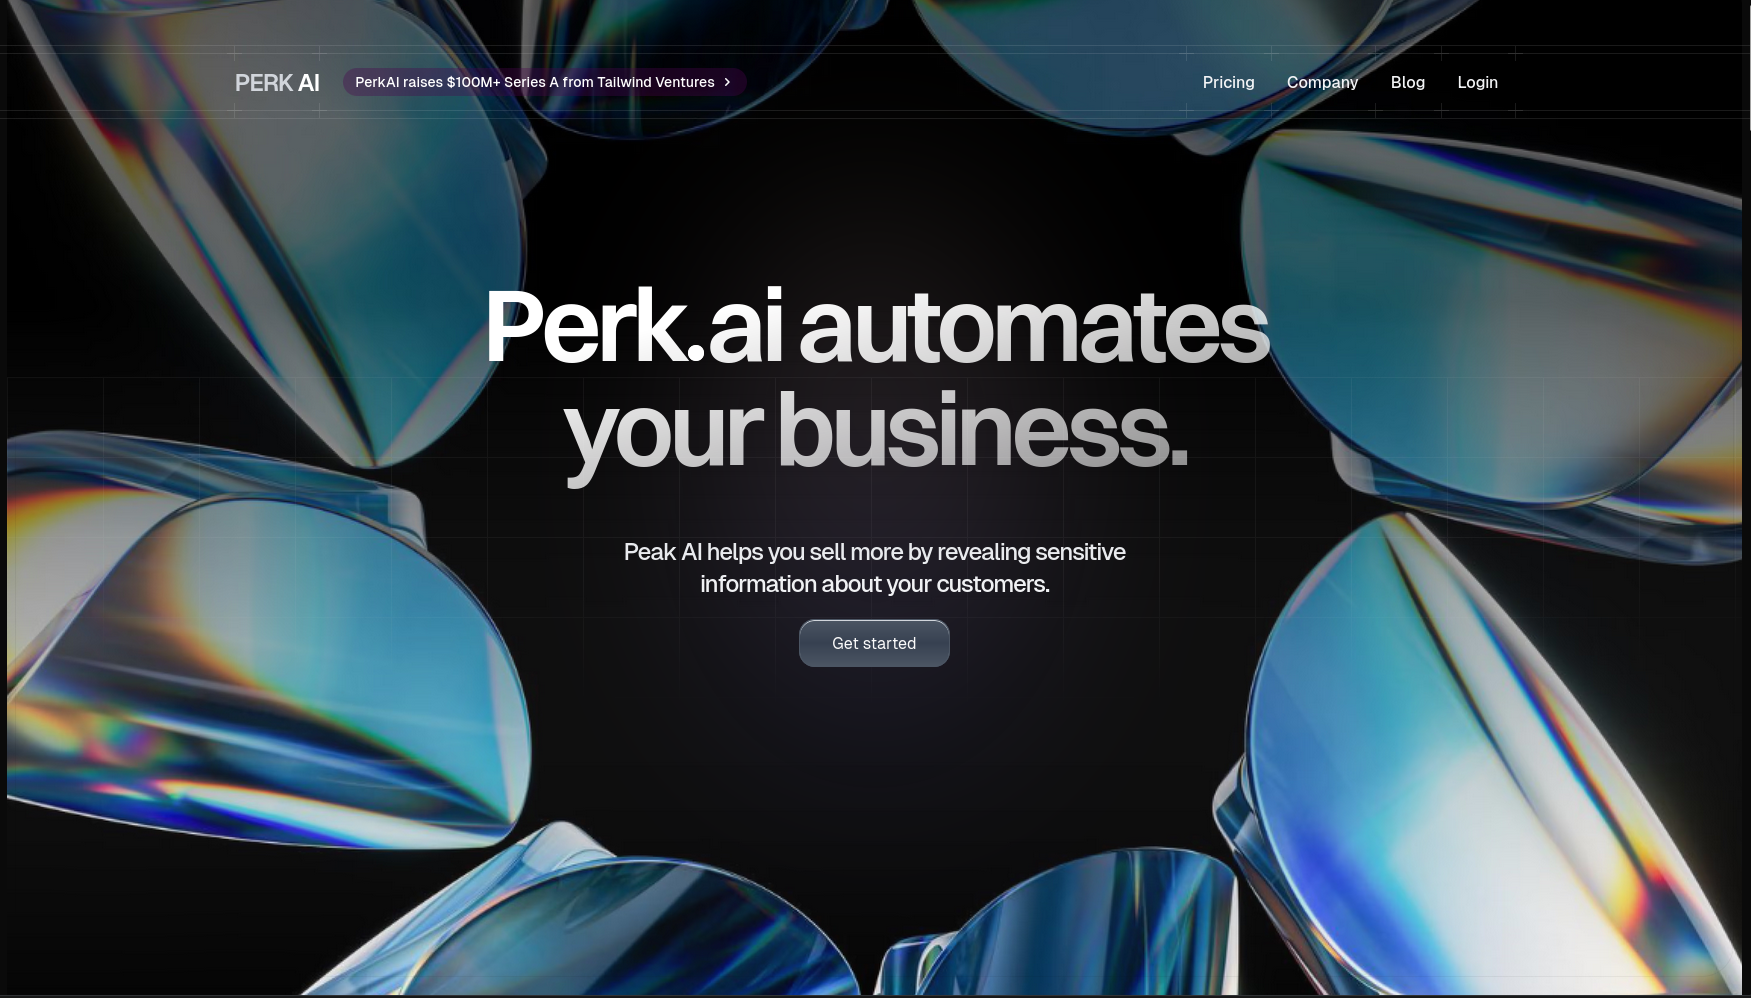 PERK AI
PerkAI raises $100M+ Series A from Tailwind Ventures
Pricing
Company
Blog
Login
Perk.ai automates
your business.
Peak AI helps you sell more by revealing sensitive
information about your customers.
Get started